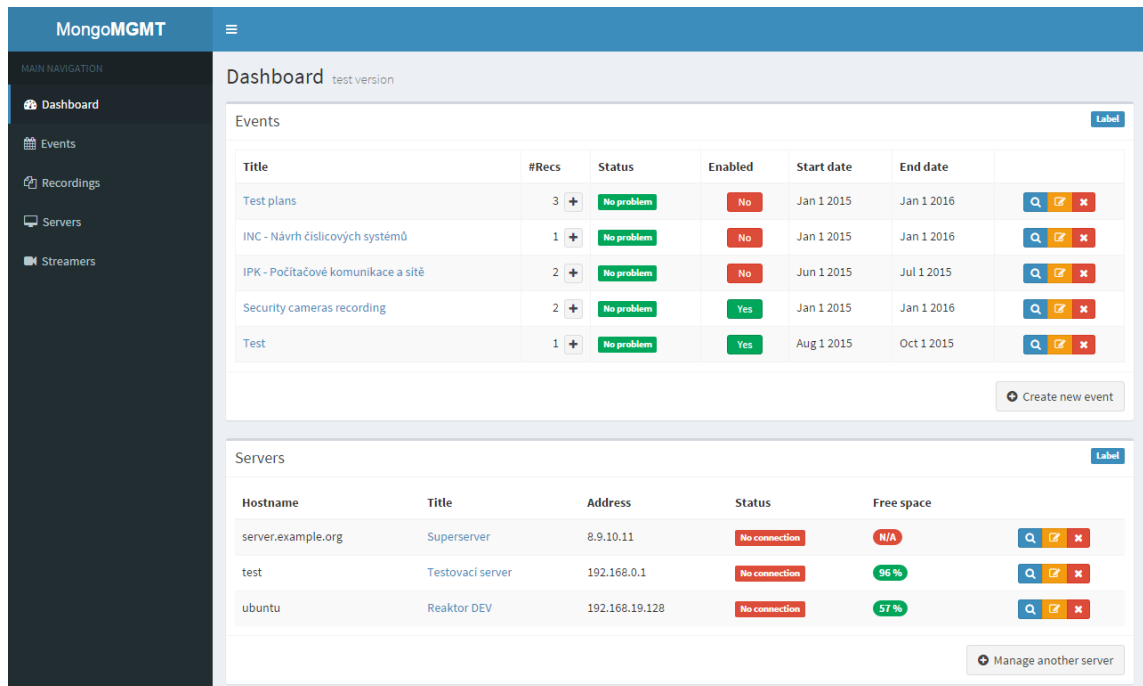 MongoMGMT
MAIN NAVIGATION
Dashboard
Events
Recordings
Servers
Streamers
Dashboard test version
Events Label
Title #Recs Status Enabled Start date End date
Test plans 3 No problem No Jan 1 2015 Jan 1 2016
INC - Návrh číslicových systémů 1 No problem No Jan 1 2015 Jan 1 2016
IPK - Počítačové komunikace a sítě 2 No problem No Jun 1 2015 Jul 1 2015
Security cameras recording 2 No problem Yes Jan 1 2015 Jan 1 2016
Test 1 No problem Yes Aug 1 2015 Oct 1 2015
Create new event
Servers Label
Hostname Title Address Status Free space
server.example.org Superserver 8.9.10.11 No connection N/A
test Testovací server 192.168.0.1 No connection 96 %
ubuntu Reaktor DEV 192.168.19.128 No connection 57 %
Manage another server